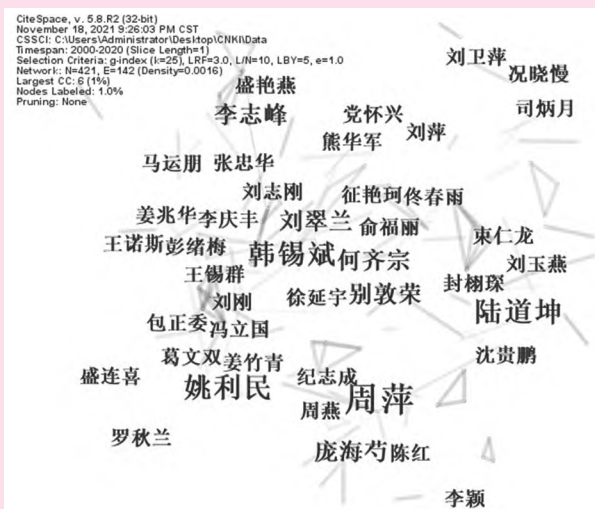 CiteSpace, v. 5.8.R2 (32-bit)
November 18, 2021 9:26:03 PM CST
CSSCI: C:\Users\Administrator\Desktop\CNKI\Data
Timespan: 2000-2020 (Slice Length=1)
Selection Criteria: g-index (k=25), LRF=3.0, L/N=10, LBY=5, e=1.0
Network: N=421, E=142 (Density=0.0016)
Largest CC: 6 (1%)
Nodes Labeled: 1.0%
Pruning: None
刘卫萍
况晓慢
盛艳燕
李志峰
党怀兴
司炳月
熊华军
刘萍
马运朋
张忠华
刘志刚
征艳珂
佟春雨
姜兆华
李庆丰
刘翠兰
俞福丽
王诺斯
彭绪梅
韩锡斌
何齐宗
束仁龙
王锡群
刘玉燕
刘刚
徐延宇
别敦荣
封栩琛
陆道坤
包正委
冯立国
葛文双
姜竹青
沈贵鹏
盛连喜
姚利民
纪志成
周燕
周萍
罗秋兰
庞海芍
陈红
李颖